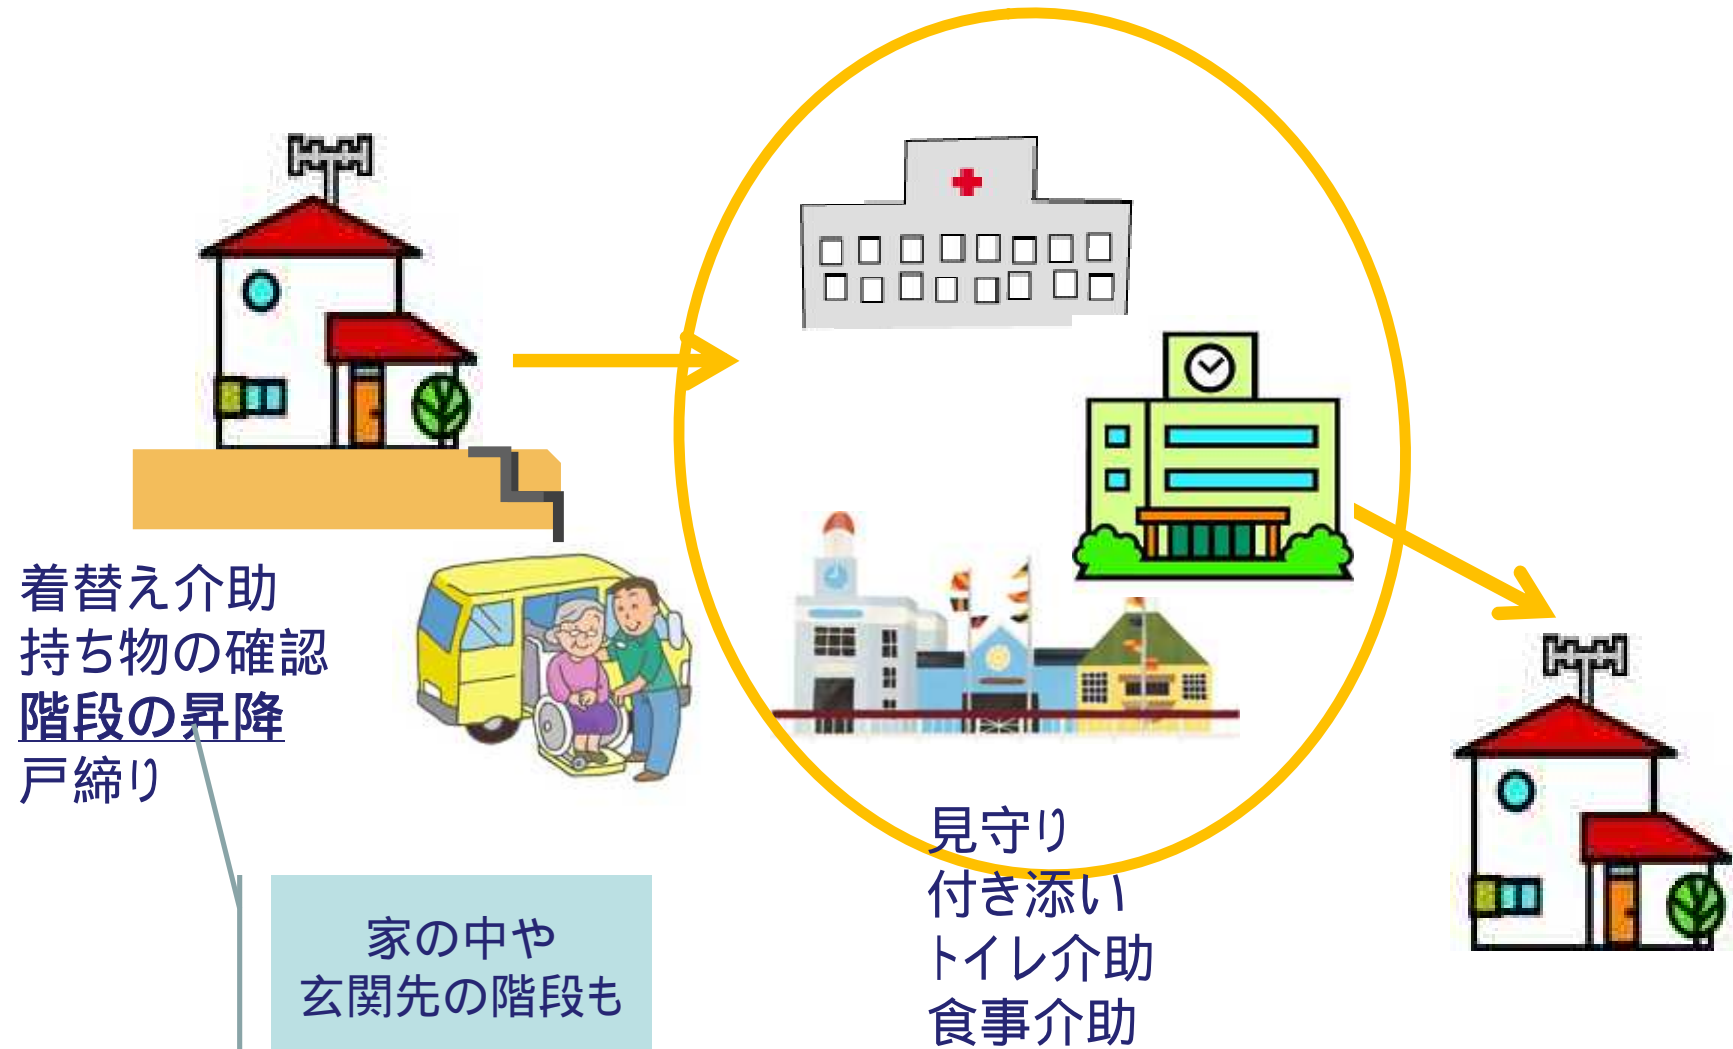 着替え介助
持ち物の確認
階段の昇降
戸締り
家の中や
玄関先の階段も
見守り
付き添い
トイレ介助
食事介助